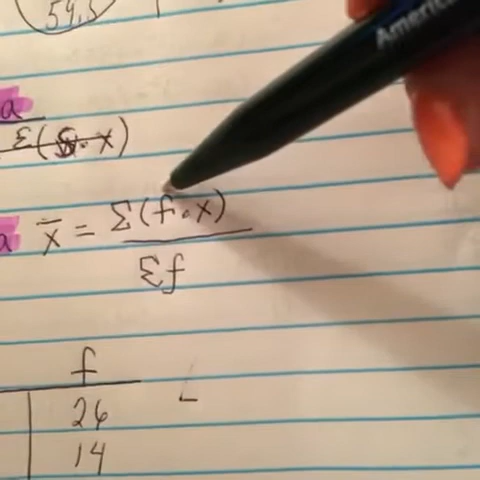 59.5
a
Σ(f·x)
a x̄ = Σ(f·x)
Σf
f
26
14
America